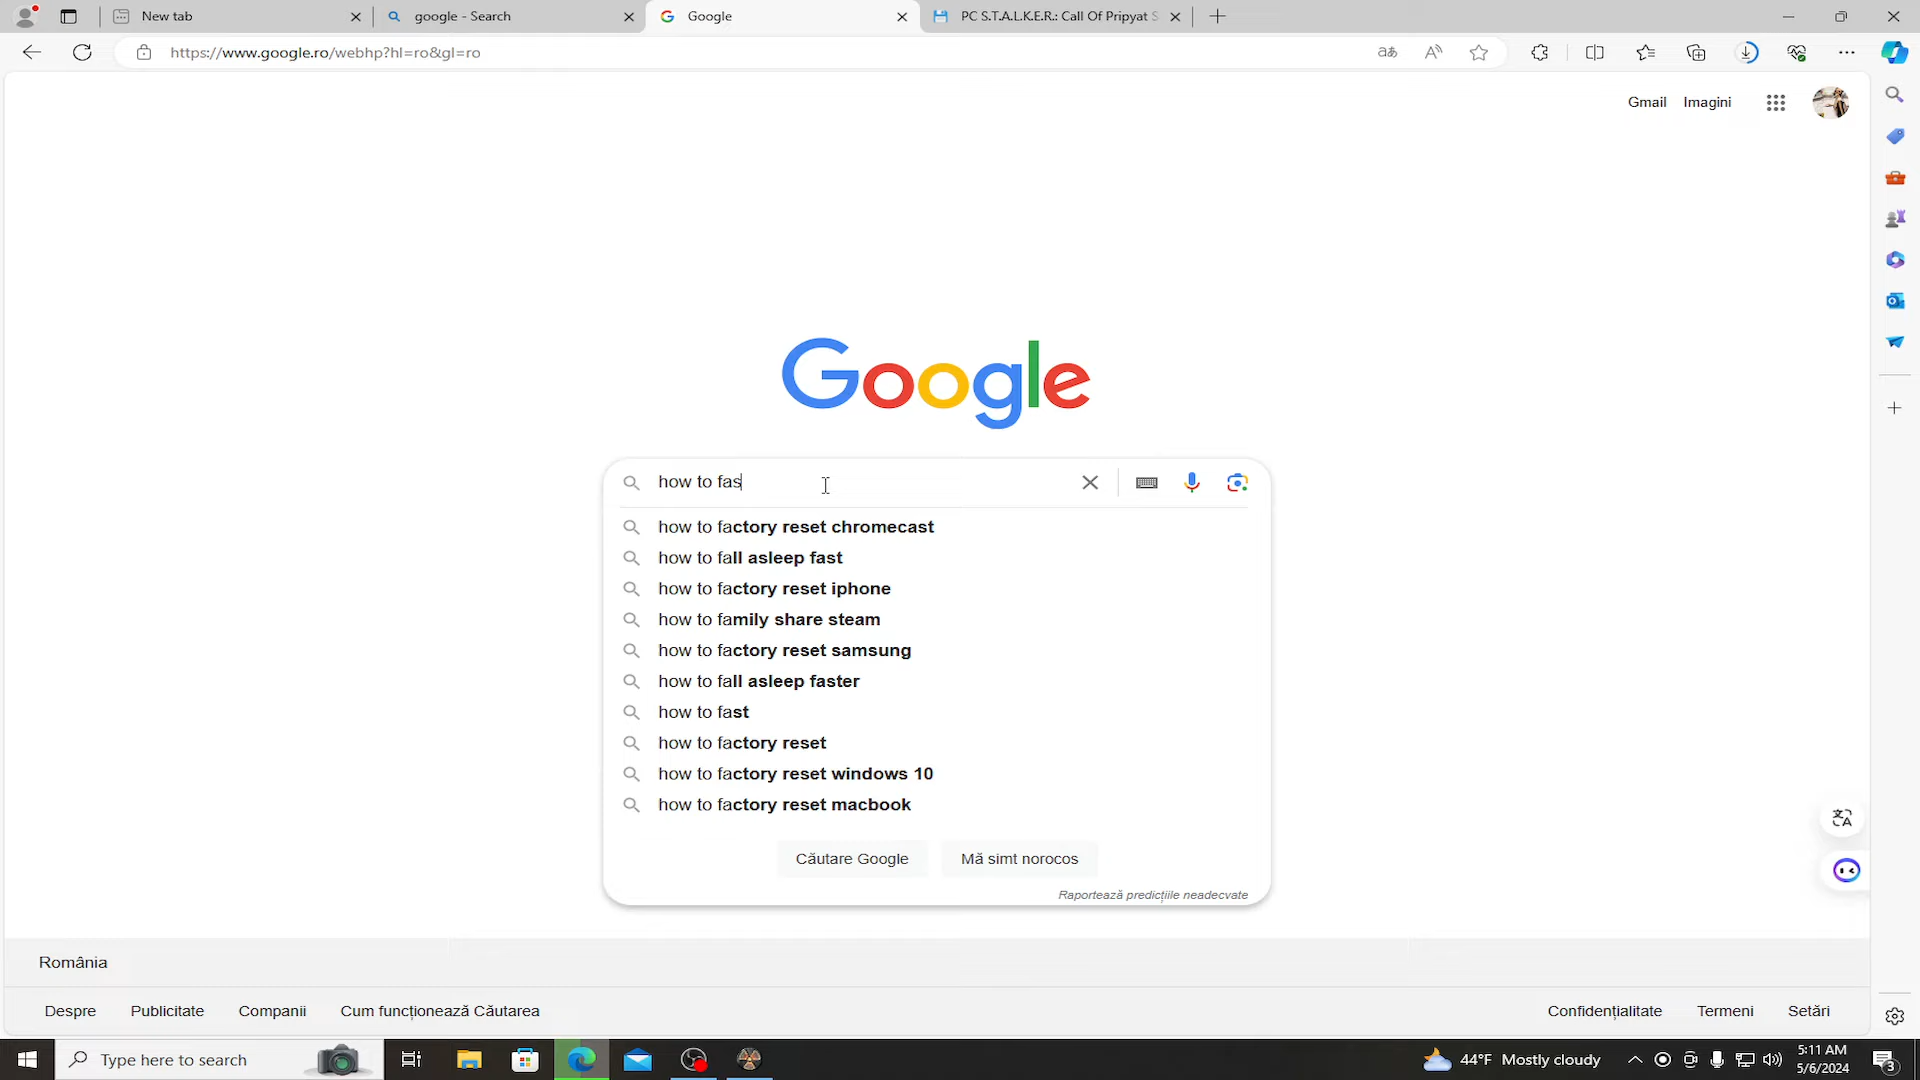 New tab
google - Search
Google
PC S.T.A.L.K.E.R.: Call Of Pripyat S
https://www.google.ro/webhp?hl=ro&gl=ro
Gmail
Imagini
Google
how to fas
how to factory reset chromecast
how to fall asleep fast
how to factory reset iphone
how to family share steam
how to factory reset samsung
how to fall asleep faster
how to fast
how to factory reset
how to factory reset windows 10
how to factory reset macbook
Căutare Google
Mă simt norocos
Raportează predicțiile neadecvate
România
Despre
Publicitate
Companii
Cum funcționează Căutarea
Confidențialitate
Termeni
Setări
Type here to search
44°F Mostly cloudy
5:11 AM
5/6/2024
3